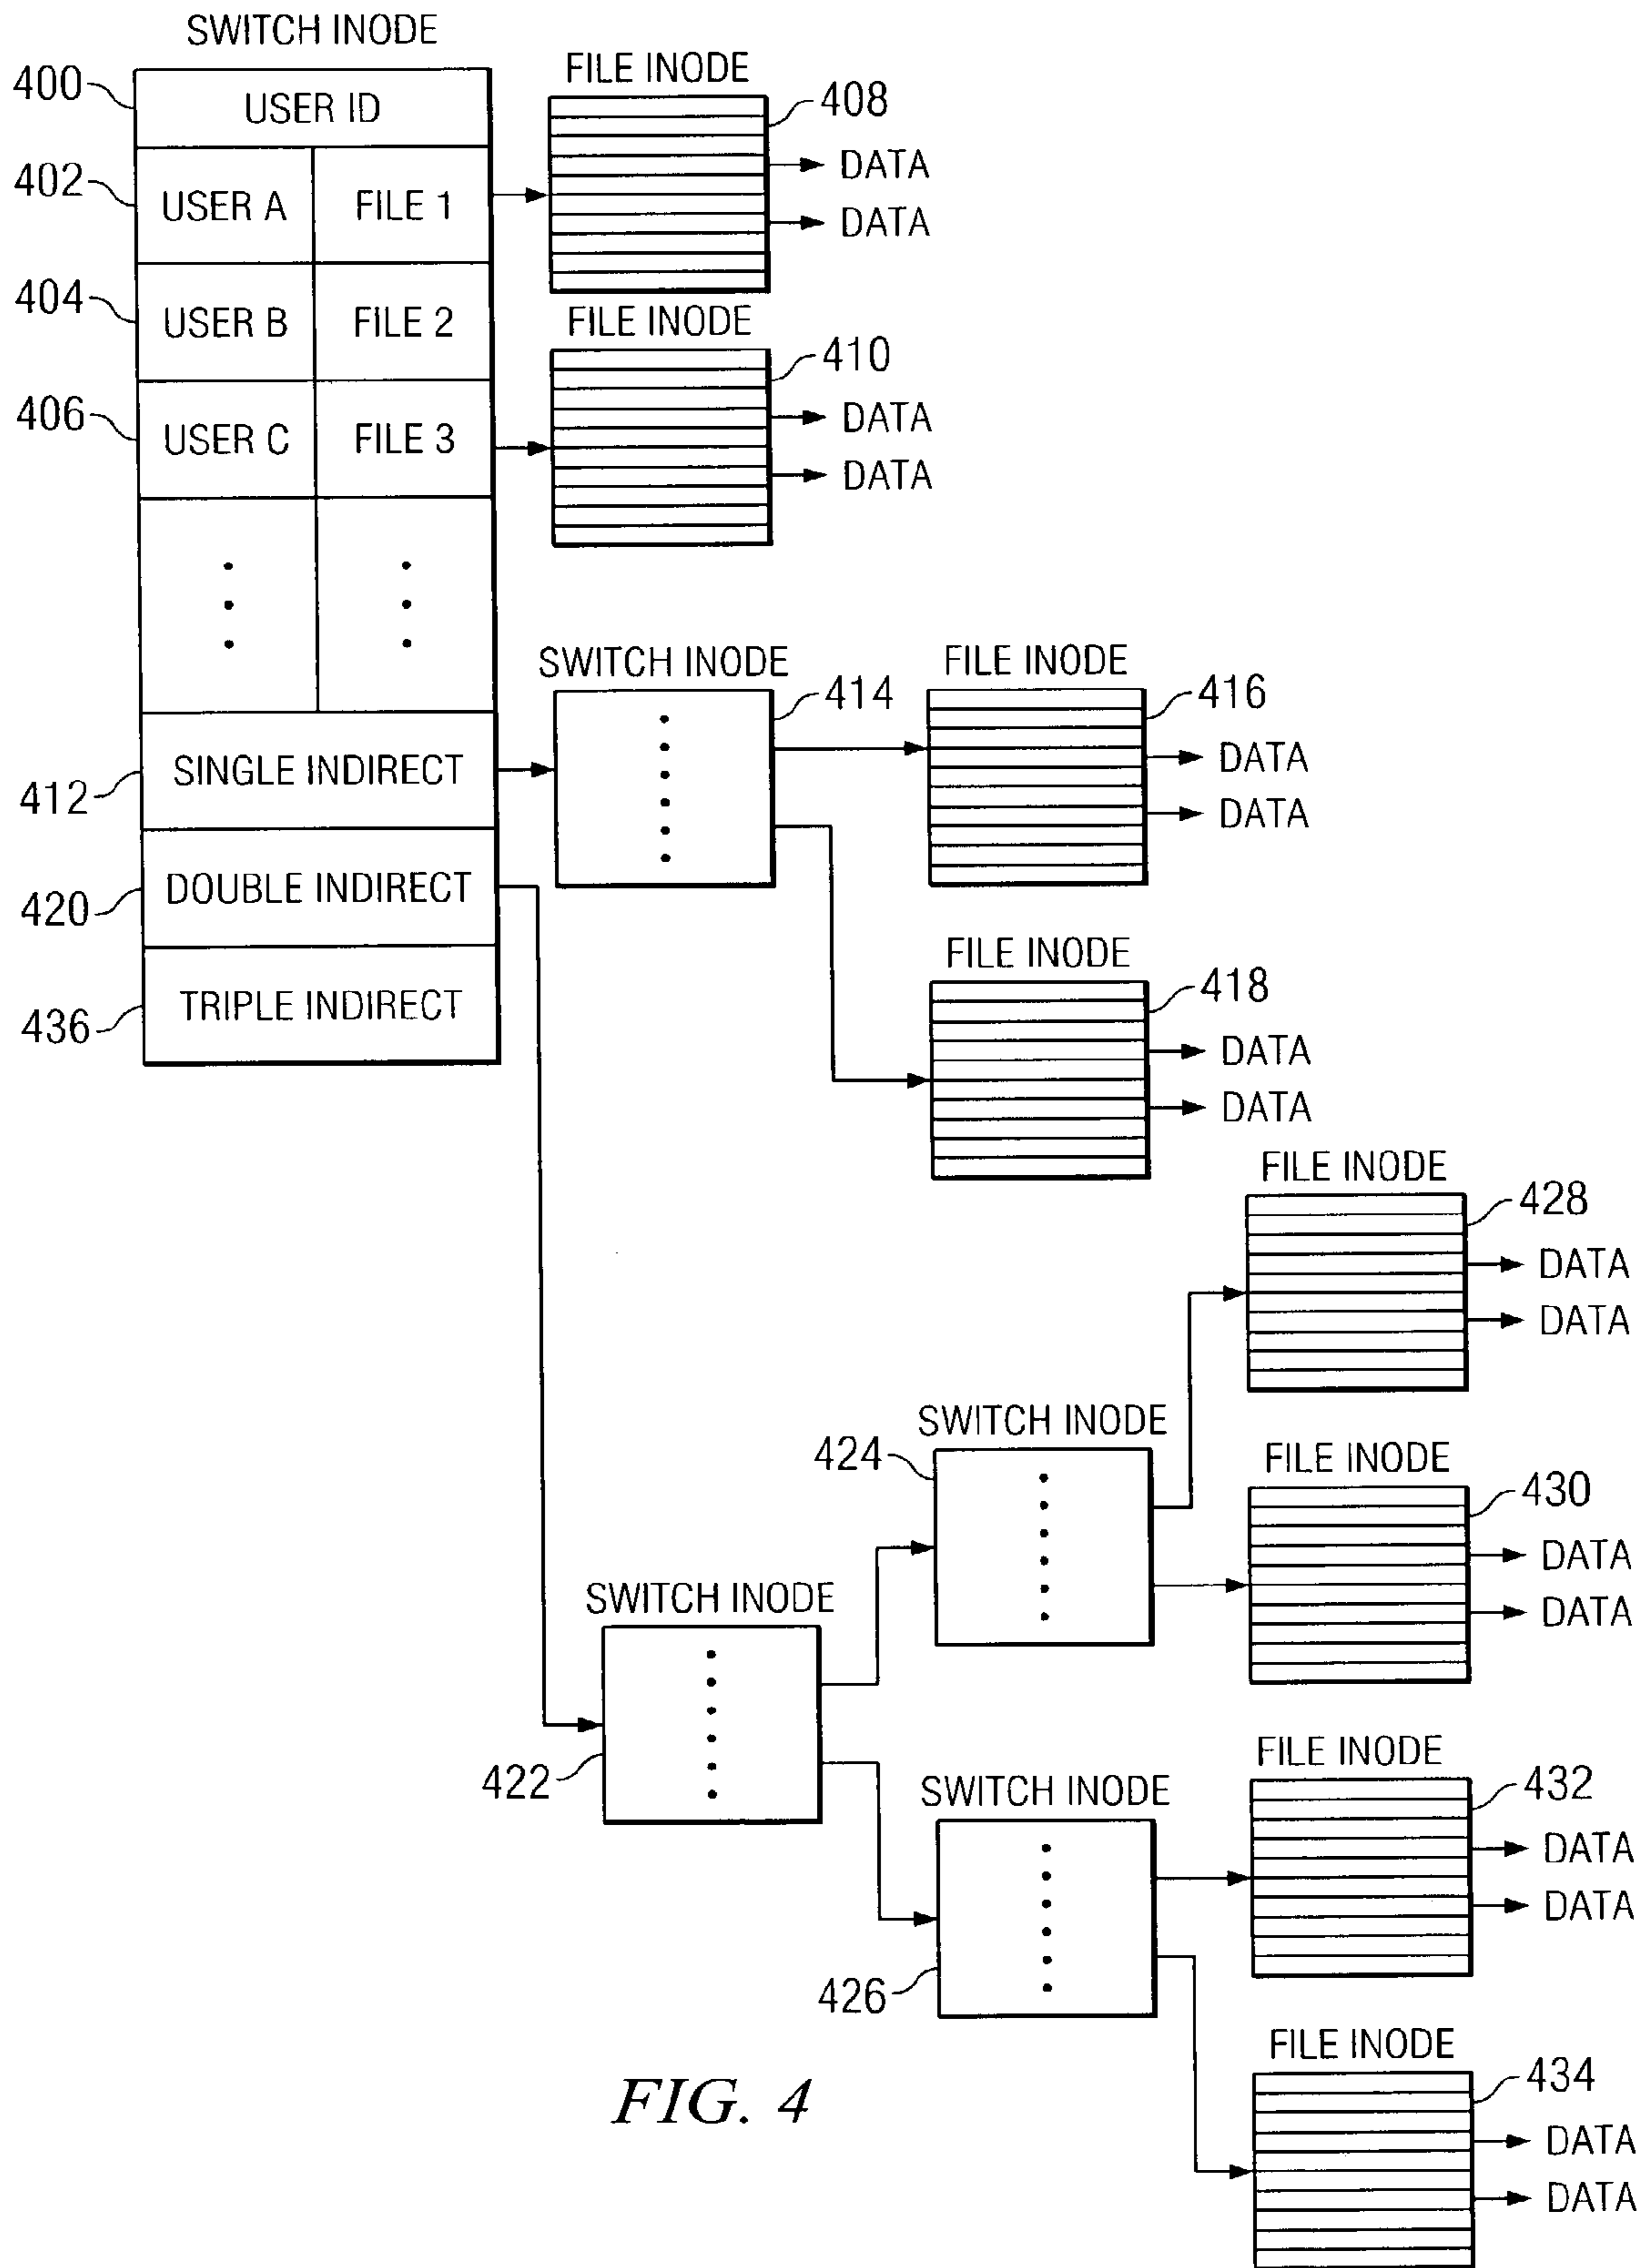 SWITCH INODE
400
USER ID
402
USER A
FILE 1
404
USER B
FILE 2
406
USER C
FILE 3
412
SINGLE INDIRECT
420
DOUBLE INDIRECT
436
TRIPLE INDIRECT
FILE INODE
408
DATA
DATA
FILE INODE
410
DATA
DATA
SWITCH INODE
414
FILE INODE
416
DATA
DATA
FILE INODE
418
DATA
DATA
FILE INODE
428
DATA
DATA
SWITCH INODE
424
FILE INODE
430
DATA
DATA
SWITCH INODE
422
FILE INODE
432
DATA
DATA
SWITCH INODE
426
FILE INODE
434
DATA
DATA
FIG. 4